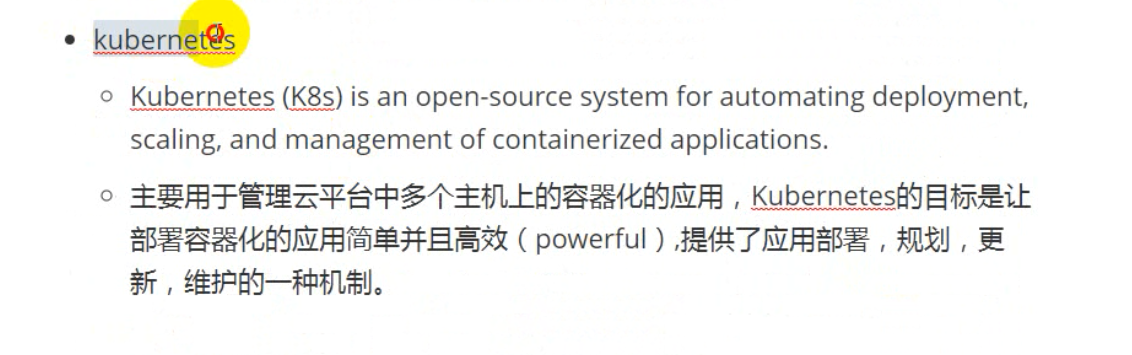 kubernetes
Kubernetes (K8s) is an open-source system for automating deployment,
scaling, and management of containerized applications.
主要用于管理云平台中多个主机上的容器化的应用，Kubernetes的目标是让
部署容器化的应用简单并且高效（powerful）,提供了应用部署，规划，更
新，维护的一种机制。